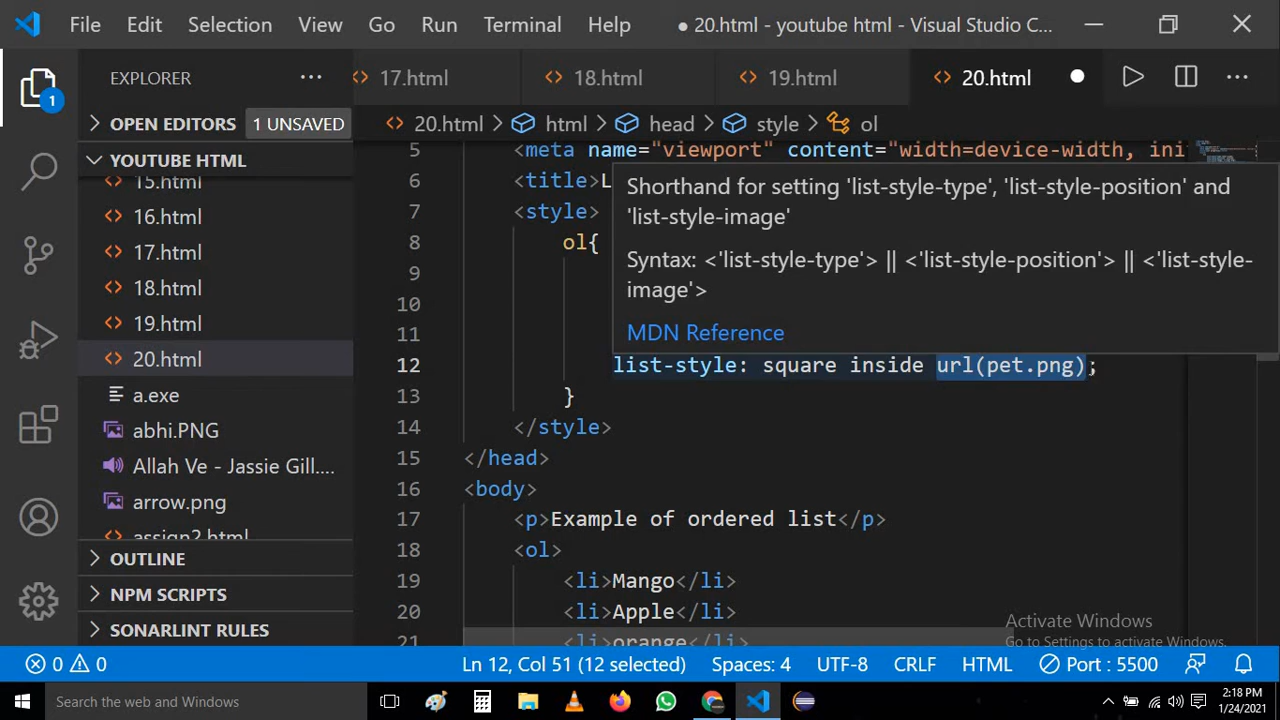 File Edit Selection View Go Run Terminal Help ● 20.html - youtube html - Visual Studio C...
EXPLORER ...
17.html 18.html 19.html 20.html
OPEN EDITORS 1 UNSAVED
20.html > html > head > style > ol
YOUTUBE HTML
15.html
16.html
17.html
18.html
19.html
20.html
a.exe
abhi.PNG
Allah Ve - Jassie Gill....
arrow.png
assign2.html
OUTLINE
NPM SCRIPTS
SONARLINT RULES
1
5 <meta name="viewport" content="width=device-width, ini
6 <title>L
7 <style>
8 ol{
9
10
11
12 list-style: square inside url(pet.png);
13 }
14 </style>
15 </head>
16 <body>
17 <p>Example of ordered list</p>
18 <ol>
19 <li>Mango</li>
20 <li>Apple</li>
21 <li>orange</li>
Shorthand for setting 'list-style-type', 'list-style-position' and
'list-style-image'
Syntax: <'list-style-type'> || <'list-style-position'> || <'list-style-
image'>
MDN Reference
Activate Windows
Go to Settings to activate Windows.
0 0 Ln 12, Col 51 (12 selected) Spaces: 4 UTF-8 CRLF HTML Port : 5500
Search the web and Windows
2:18 PM
1/24/2021